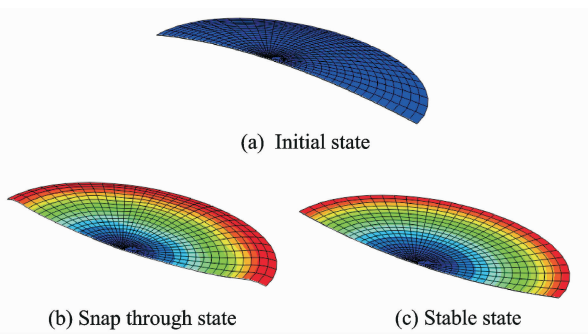 (a) Initial state
(b) Snap through state
(c) Stable state